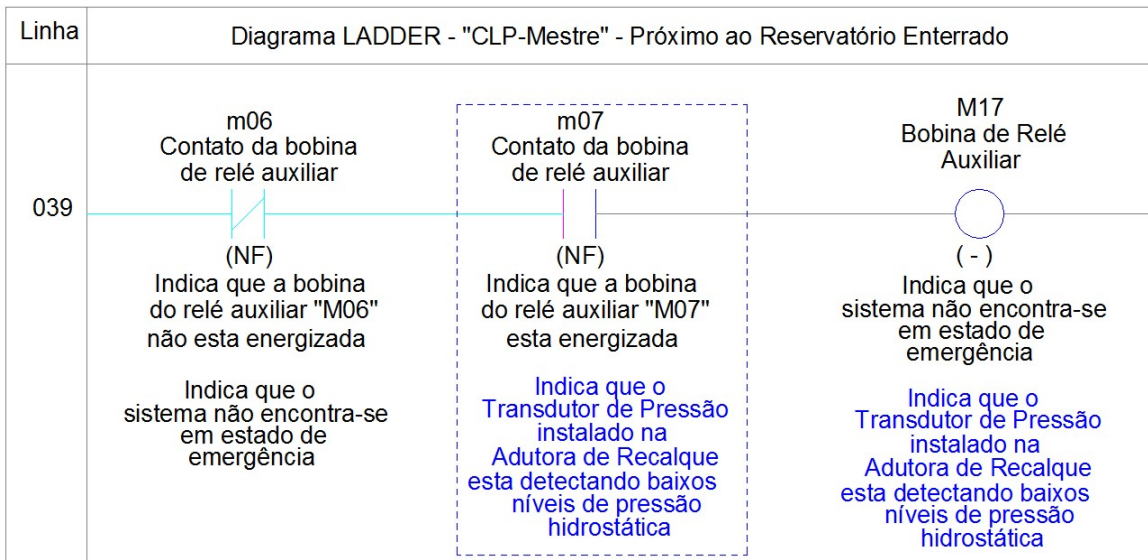 Linha
Diagrama LADDER - "CLP-Mestre" - Próximo ao Reservatório Enterrado
039
m06
Contato da bobina
de relé auxiliar
(NF)
Indica que a bobina
do relé auxiliar "M06"
não esta energizada
Indica que o
sistema não encontra-se
em estado de
emergência
m07
Contato da bobina
de relé auxiliar
(NF)
Indica que a bobina
do relé auxiliar "M07"
esta energizada
Indica que o
Transdutor de Pressão
instalado na
Adutora de Recalque
esta detectando baixos
níveis de pressão
hidrostática
M17
Bobina de Relé
Auxiliar
( - )
Indica que o
sistema não encontra-se
em estado de
emergência
Indica que o
Transdutor de Pressão
instalado na
Adutora de Recalque
esta detectando baixos
níveis de pressão
hidrostática